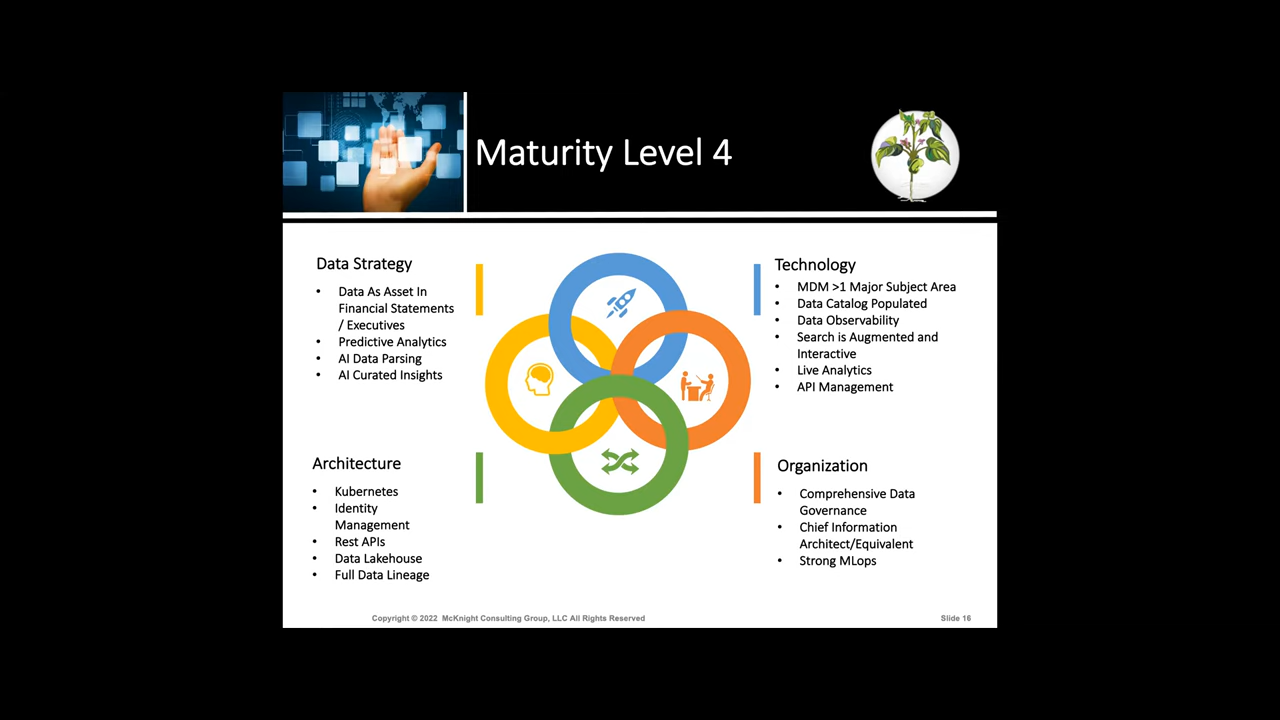 Maturity Level 4
Data Strategy
• Data As Asset In
Financial Statements
/ Executives
• Predictive Analytics
• AI Data Parsing
• AI Curated Insights
Technology
• MDM >1 Major Subject Area
• Data Catalog Populated
• Data Observability
• Search is Augmented and
Interactive
• Live Analytics
• API Management
Architecture
• Kubernetes
• Identity
Management
• Rest APIs
• Data Lakehouse
• Full Data Lineage
Organization
• Comprehensive Data
Governance
• Chief Information
Architect/Equivalent
• Strong MLops
Copyright © 2022 McKnight Consulting Group, LLC All Rights Reserved
Slide 16